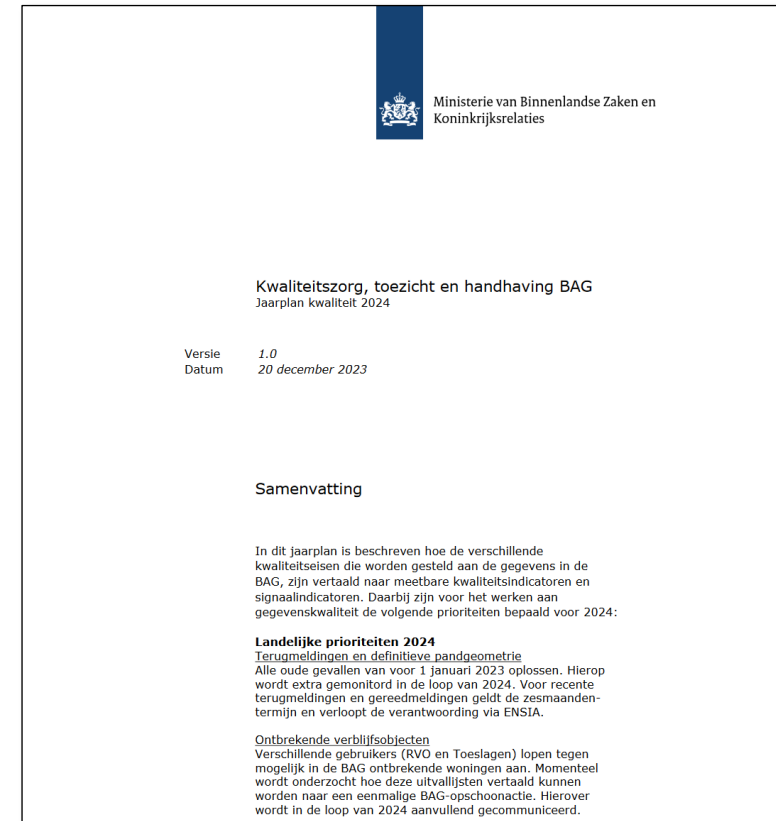 Ministerie van Binnenlandse Zaken en
Koninkrijksrelaties
Kwaliteitszorg, toezicht en handhaving BAG
Jaarplan kwaliteit 2024
Versie 1.0
Datum 20 december 2023
Samenvatting
In dit jaarplan is beschreven hoe de verschillende
kwaliteitseisen die worden gesteld aan de gegevens in de
BAG, zijn vertaald naar meetbare kwaliteitsindicatoren en
signaalindicatoren. Daarbij zijn voor het werken aan
gegevenskwaliteit de volgende prioriteiten bepaald voor 2024:
Landelijke prioriteiten 2024
Terugmeldingen en definitieve pandgeometrie
Alle oude gevallen van voor 1 januari 2023 oplossen. Hierop
wordt extra gemonitord in de loop van 2024. Voor recente
terugmeldingen en gereedmeldingen geldt de zesmaanden-
termijn en verloopt de verantwoording via ENSIA.
Ontbrekende verblijfsobjecten
Verschillende gebruikers (RVO en Toeslagen) lopen tegen
mogelijk in de BAG ontbrekende woningen aan. Momenteel
wordt onderzocht hoe deze uitvallijsten vertaald kunnen
worden naar een eenmalige BAG-opschoonactie. Hierover
wordt in de loop van 2024 aanvullend gecommuniceerd.